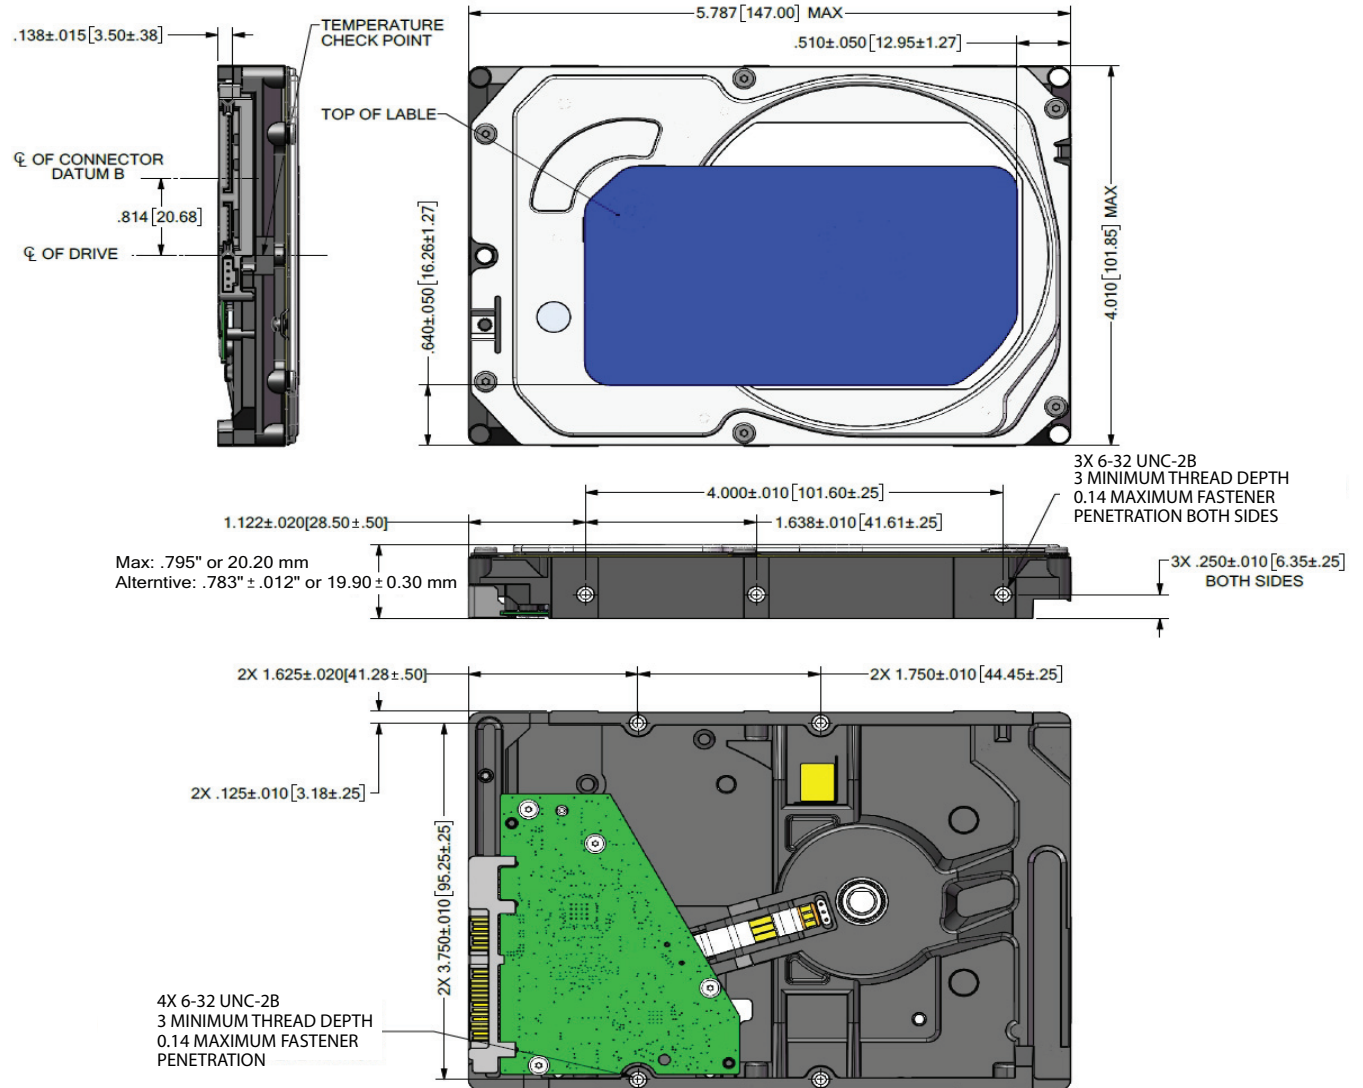 5.787[147.00] MAX
.138±.015[3.50±.38]
TEMPERATURE
CHECK POINT
.510±.050[12.95±1.27]
TOP OF LABLE
℄ OF CONNECTOR
DATUM B
.814[20.68]
℄ OF DRIVE
.640±.050[16.26±1.27]
4.010[101.85] MAX
3X 6-32 UNC-2B
3 MINIMUM THREAD DEPTH
0.14 MAXIMUM FASTENER
PENETRATION BOTH SIDES
4.000±.010[101.60±.25]
1.122±.020[28.50±.50]
1.638±.010[41.61±.25]
Max: .795" or 20.20 mm
Alterntive: .783" ± .012" or 19.90 ± 0.30 mm
3X .250±.010[6.35±.25]
BOTH SIDES
2X 1.625±.020[41.28±.50]
2X 1.750±.010[44.45±.25]
2X .125±.010[3.18±.25]
2X 3.750±.010[95.25±.25]
4X 6-32 UNC-2B
3 MINIMUM THREAD DEPTH
0.14 MAXIMUM FASTENER
PENETRATION